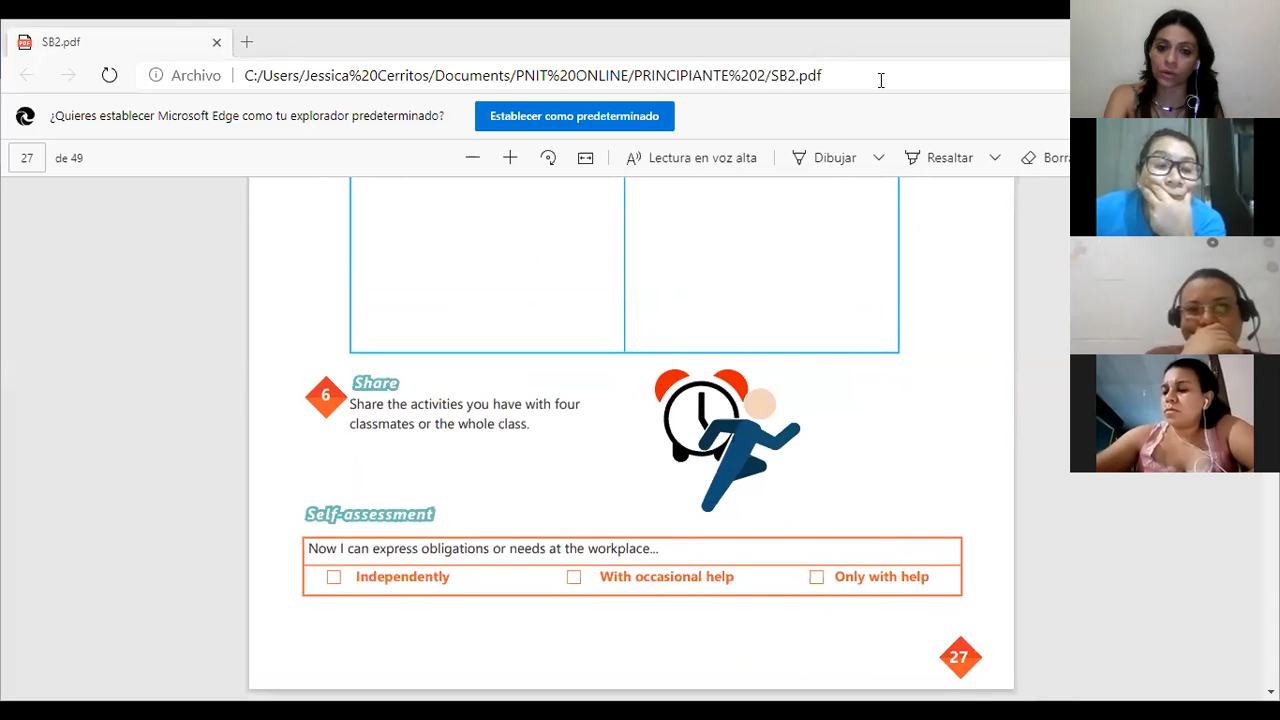 SB2.pdf
Archivo C:/Users/Jessica%20Cerritos/Documents/PNIT%20ONLINE/PRINCIPIANTE%202/SB2.pdf
¿Quieres establecer Microsoft Edge como tu explorador predeterminado? Establecer como predeterminado
27 de 49 Lectura en voz alta Dibujar Resaltar Borra
6 Share
Share the activities you have with four
classmates or the whole class.
Self-assessment
Now I can express obligations or needs at the workplace...
Independently With occasional help Only with help
27